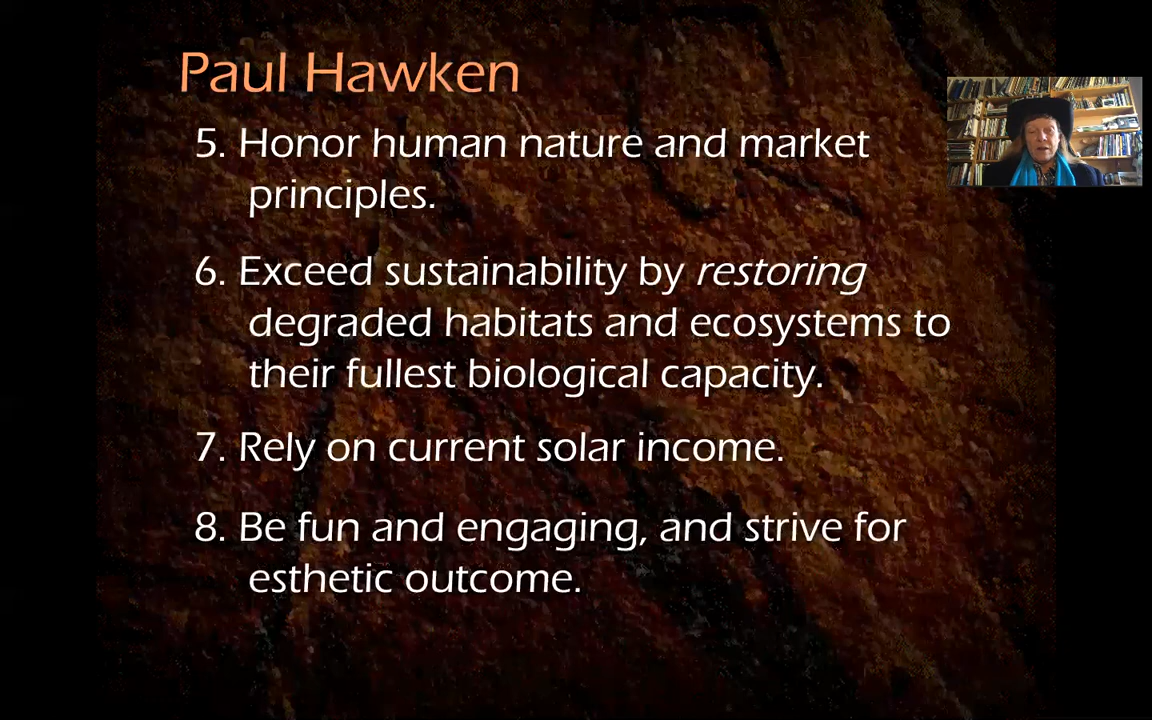 Paul Hawken
5. Honor human nature and market
principles.
6. Exceed sustainability by restoring
degraded habitats and ecosystems to
their fullest biological capacity.
7. Rely on current solar income.
8. Be fun and engaging, and strive for
esthetic outcome.